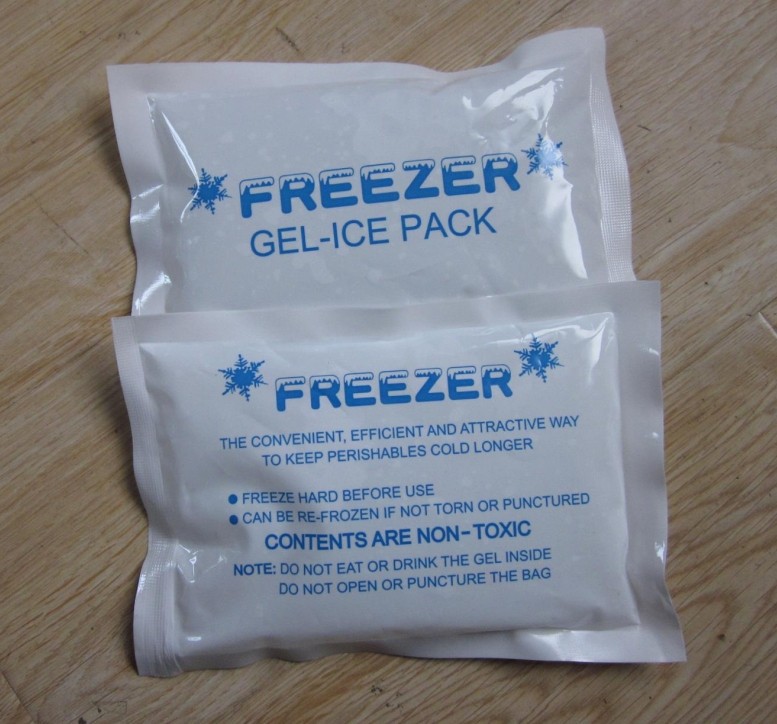 FREEZER
GEL-ICE PACK
FREEZER
THE CONVENIENT, EFFICIENT AND ATTRACTIVE WAY
TO KEEP PERISHABLES COLD LONGER
● FREEZE HARD BEFORE USE
● CAN BE RE-FROZEN IF NOT TORN OR PUNCTURED
CONTENTS ARE NON-TOXIC
NOTE: DO NOT EAT OR DRINK THE GEL INSIDE
DO NOT OPEN OR PUNCTURE THE BAG